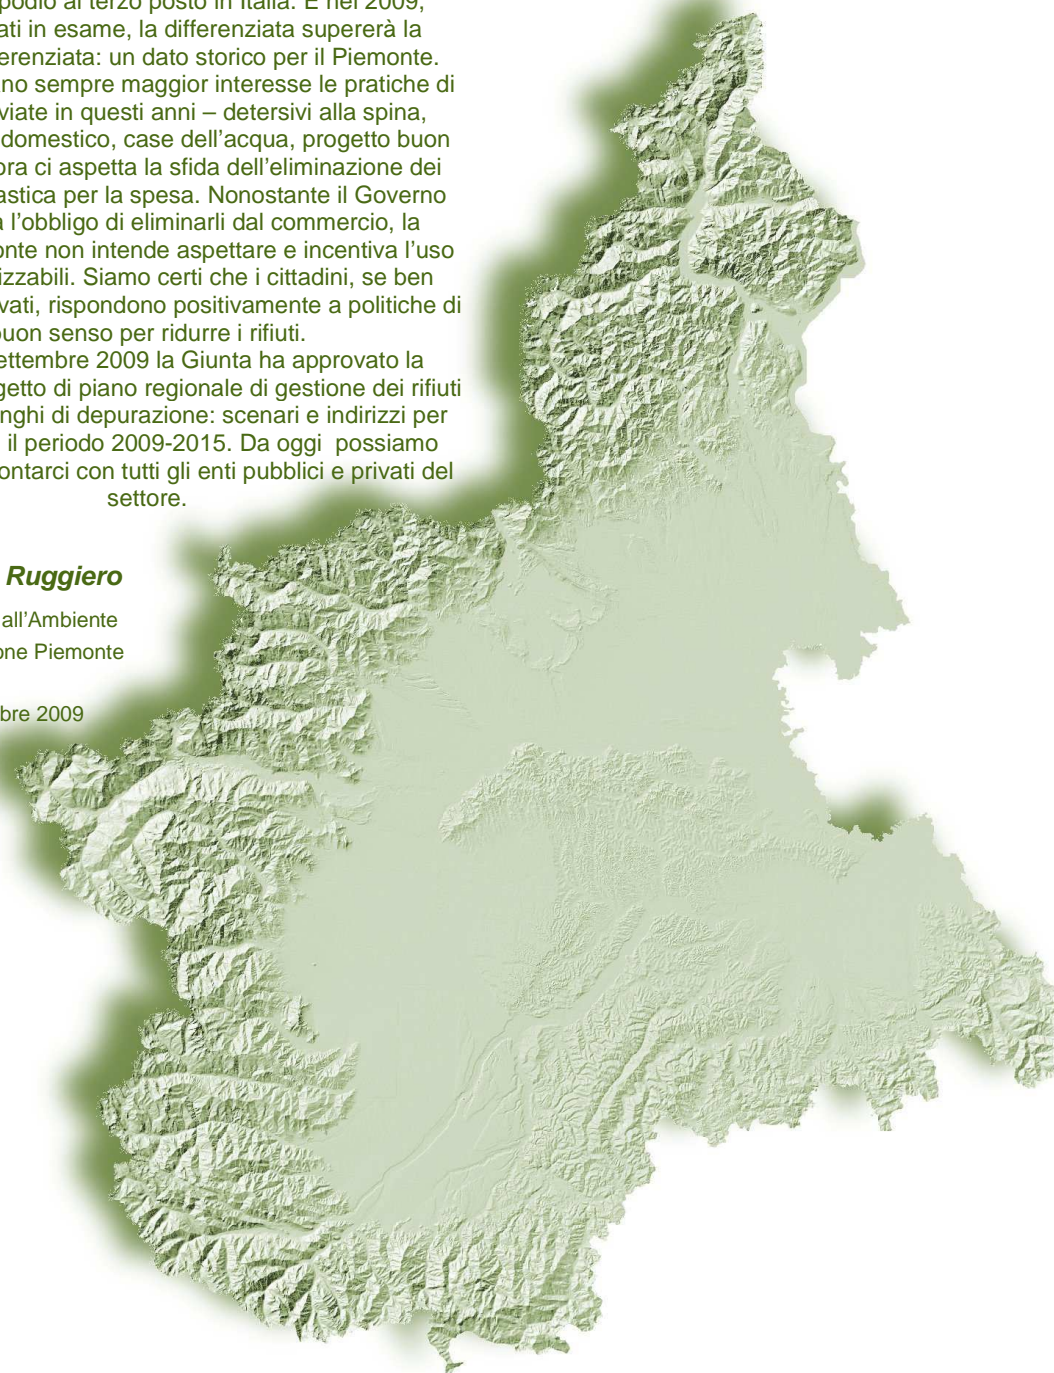 podio al terzo posto in Italia. E nel 2009,
ati in esame, la differenziata supererà la
erenziata: un dato storico per il Piemonte.
no sempre maggior interesse le pratiche di
viate in questi anni – detersivi alla spina,
domestico, case dell'acqua, progetto buon
ora ci aspetta la sfida dell'eliminazione dei
astica per la spesa. Nonostante il Governo
a l'obbligo di eliminarli dal commercio, la
onte non intende aspettare e incentiva l'uso
izzabili. Siamo certi che i cittadini, se ben
vati, rispondono positivamente a politiche di
buon senso per ridurre i rifiuti.
ettembre 2009 la Giunta ha approvato la
getto di piano regionale di gestione dei rifiuti
nghi di depurazione: scenari e indirizzi per
il periodo 2009-2015. Da oggi possiamo
ontarci con tutti gli enti pubblici e privati del
settore.
Ruggiero
all'Ambiente
one Piemonte
bre 2009